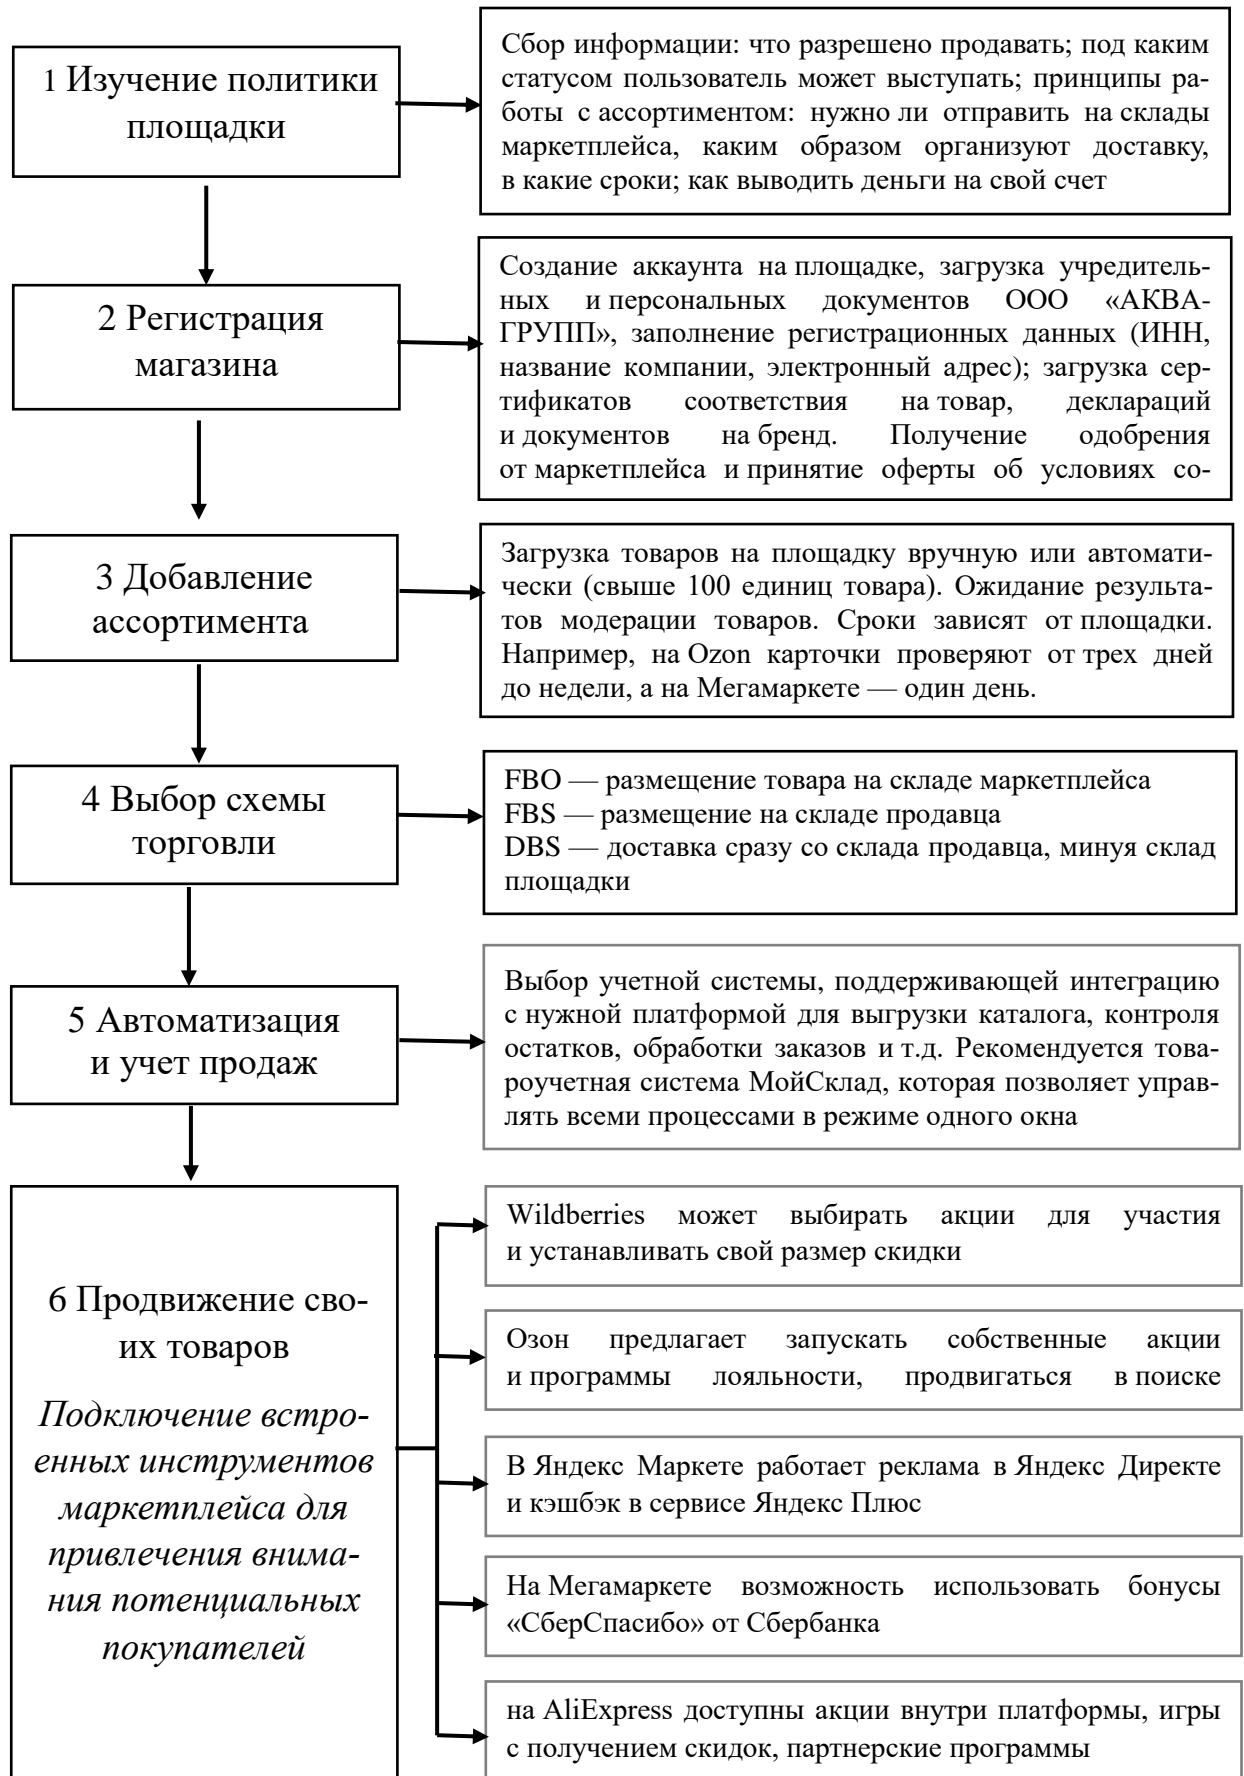 1 Изучение политики
площадки
Сбор информации: что разрешено продавать; под каким
статусом пользователь может выступать; принципы ра-
боты с ассортиментом: нужно ли отправить на склады
маркетплейса, каким образом организуют доставку,
в какие сроки; как выводить деньги на свой счет
2 Регистрация
магазина
Создание аккаунта на площадке, загрузка учредитель-
ных и персональных документов ООО «АКВА-
ГРУПП», заполнение регистрационных данных (ИНН,
название компании, электронный адрес); загрузка сер-
тификатов соответствия на товар, деклараций
и документов на бренд. Получение одобрения
от маркетплейса и принятие оферты об условиях со-
3 Добавление
ассортимента
Загрузка товаров на площадку вручную или автомати-
чески (свыше 100 единиц товара). Ожидание результа-
тов модерации товаров. Сроки зависят от площадки.
Например, на Ozon карточки проверяют от трех дней
до недели, а на Мегамаркете — один день.
4 Выбор схемы
торговли
FBO — размещение товара на складе маркетплейса
FBS — размещение на складе продавца
DBS — доставка сразу со склада продавца, минуя склад
площадки
5 Автоматизация
и учет продаж
Выбор учетной системы, поддерживающей интеграцию
с нужной платформой для выгрузки каталога, контроля
остатков, обработки заказов и т.д. Рекомендуется това-
роучетная система МойСклад, которая позволяет управ-
лять всеми процессами в режиме одного окна
6 Продвижение сво-
их товаров
Подключение встро-
енных инструментов
маркетплейса для
привлечения внима-
ния потенциальных
покупателей
Wildberries может выбирать акции для участия
и устанавливать свой размер скидки
Озон предлагает запускать собственные акции
и программы лояльности, продвигаться в поиске
В Яндекс Маркете работает реклама в Яндекс Директе
и кэшбэк в сервисе Яндекс Плюс
На Мегамаркете возможность использовать бонусы
«СберСпасибо» от Сбербанка
на AliExpress доступны акции внутри платформы, игры
с получением скидок, партнерские программы